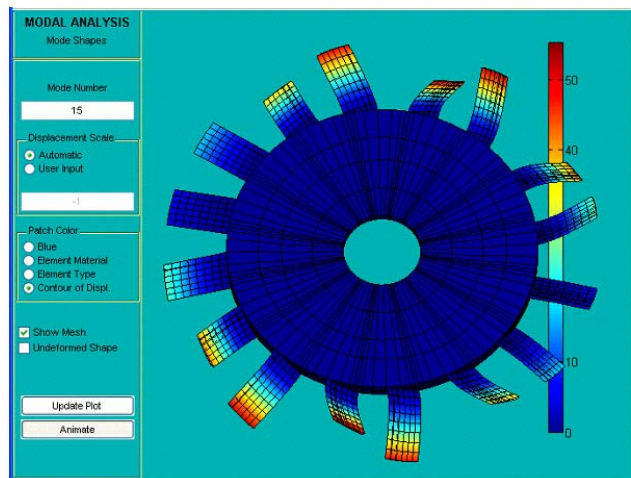 MODAL ANALYSIS
Mode Shapes
Mode Number
15
Displacement Scale
Automatic
User Input
-1
Patch Color
Blue
Element Material
Element Type
Contour of Displ.
Show Mesh
Undeformed Shape
Update Plot
Animate
50
40
10
0